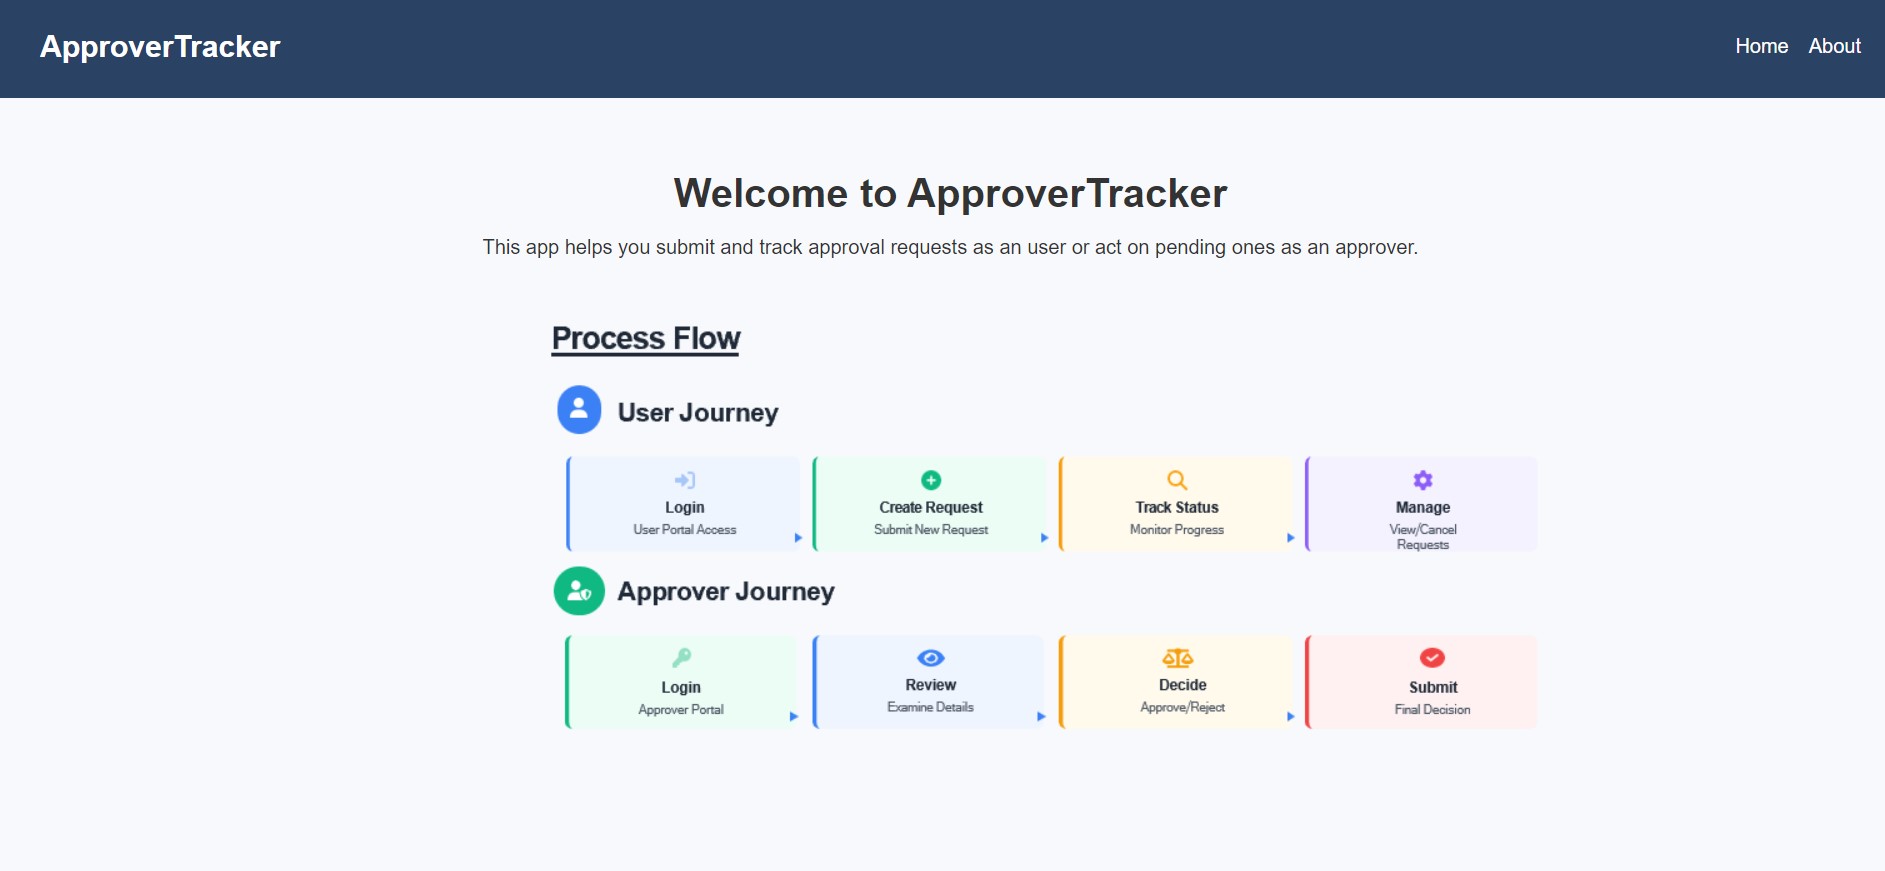 ApproverTracker
Home About
Welcome to ApproverTracker
This app helps you submit and track approval requests as an user or act on pending ones as an approver.
Process Flow
User Journey
Login
User Portal Access
Create Request
Submit New Request
Track Status
Monitor Progress
Manage
View/Cancel
Requests
Approver Journey
Login
Approver Portal
Review
Examine Details
Decide
Approve/Reject
Submit
Final Decision